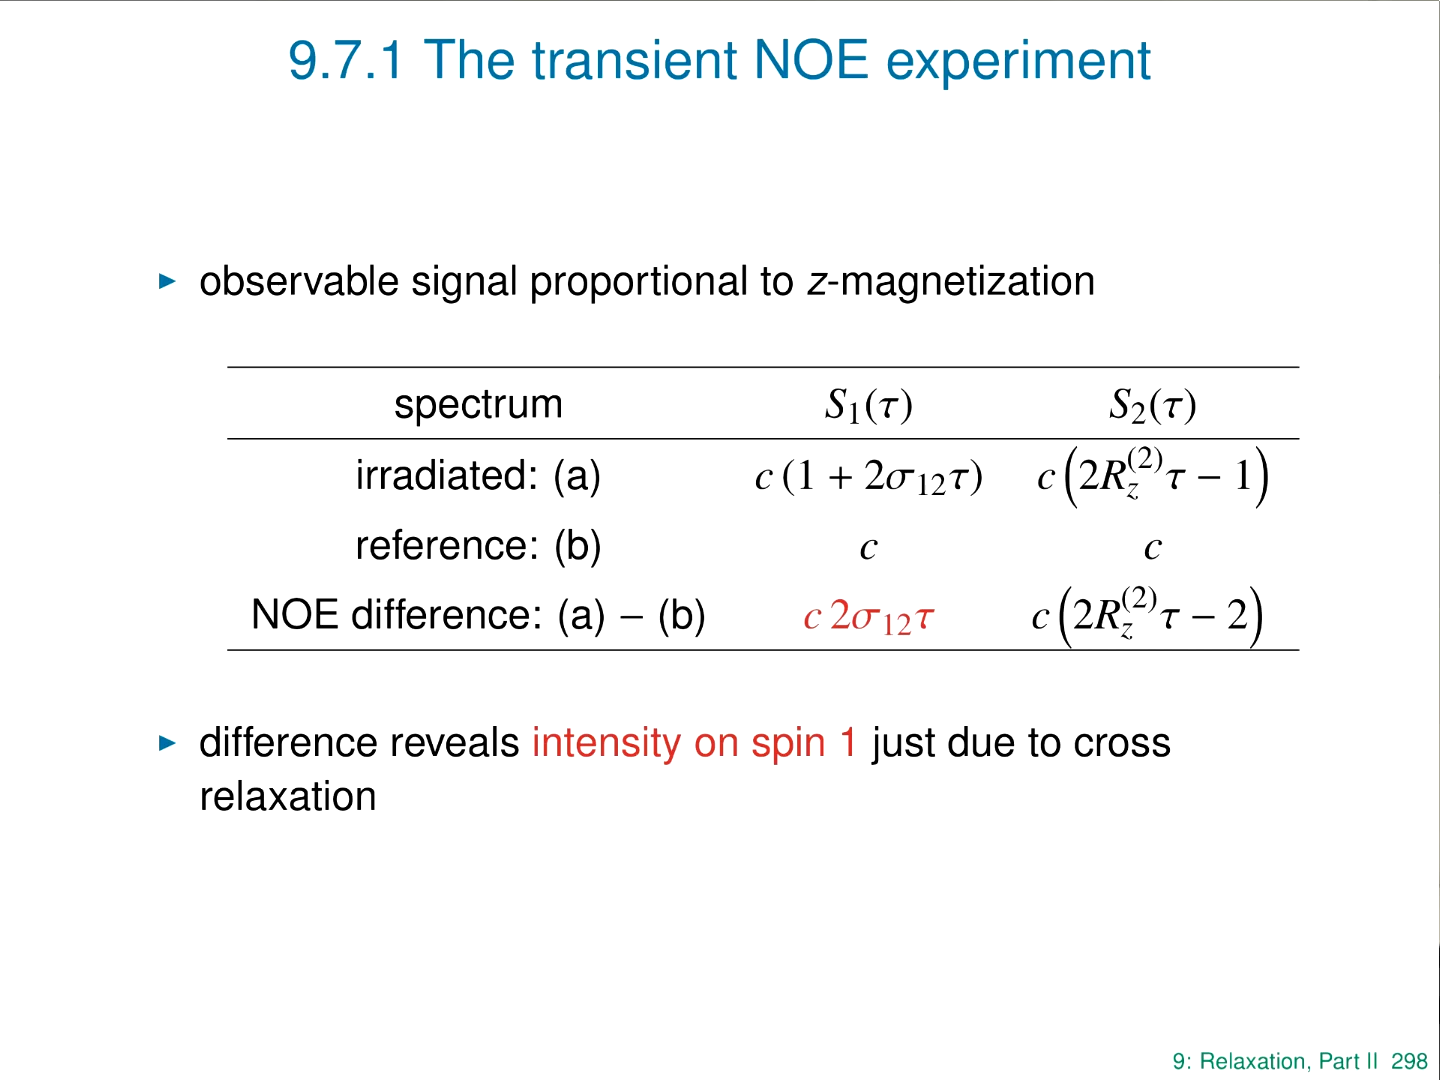 9.7.1 The transient NOE experiment
▶ observable signal proportional to z-magnetization
spectrum S₁(τ) S₂(τ)
irradiated: (a) c (1 + 2σ₁₂τ) c(2R_z^(2)τ − 1)
reference: (b) c c
NOE difference: (a) − (b) c 2σ₁₂τ c(2R_z^(2)τ − 2)
▶ difference reveals intensity on spin 1 just due to cross
relaxation
9: Relaxation, Part II 298